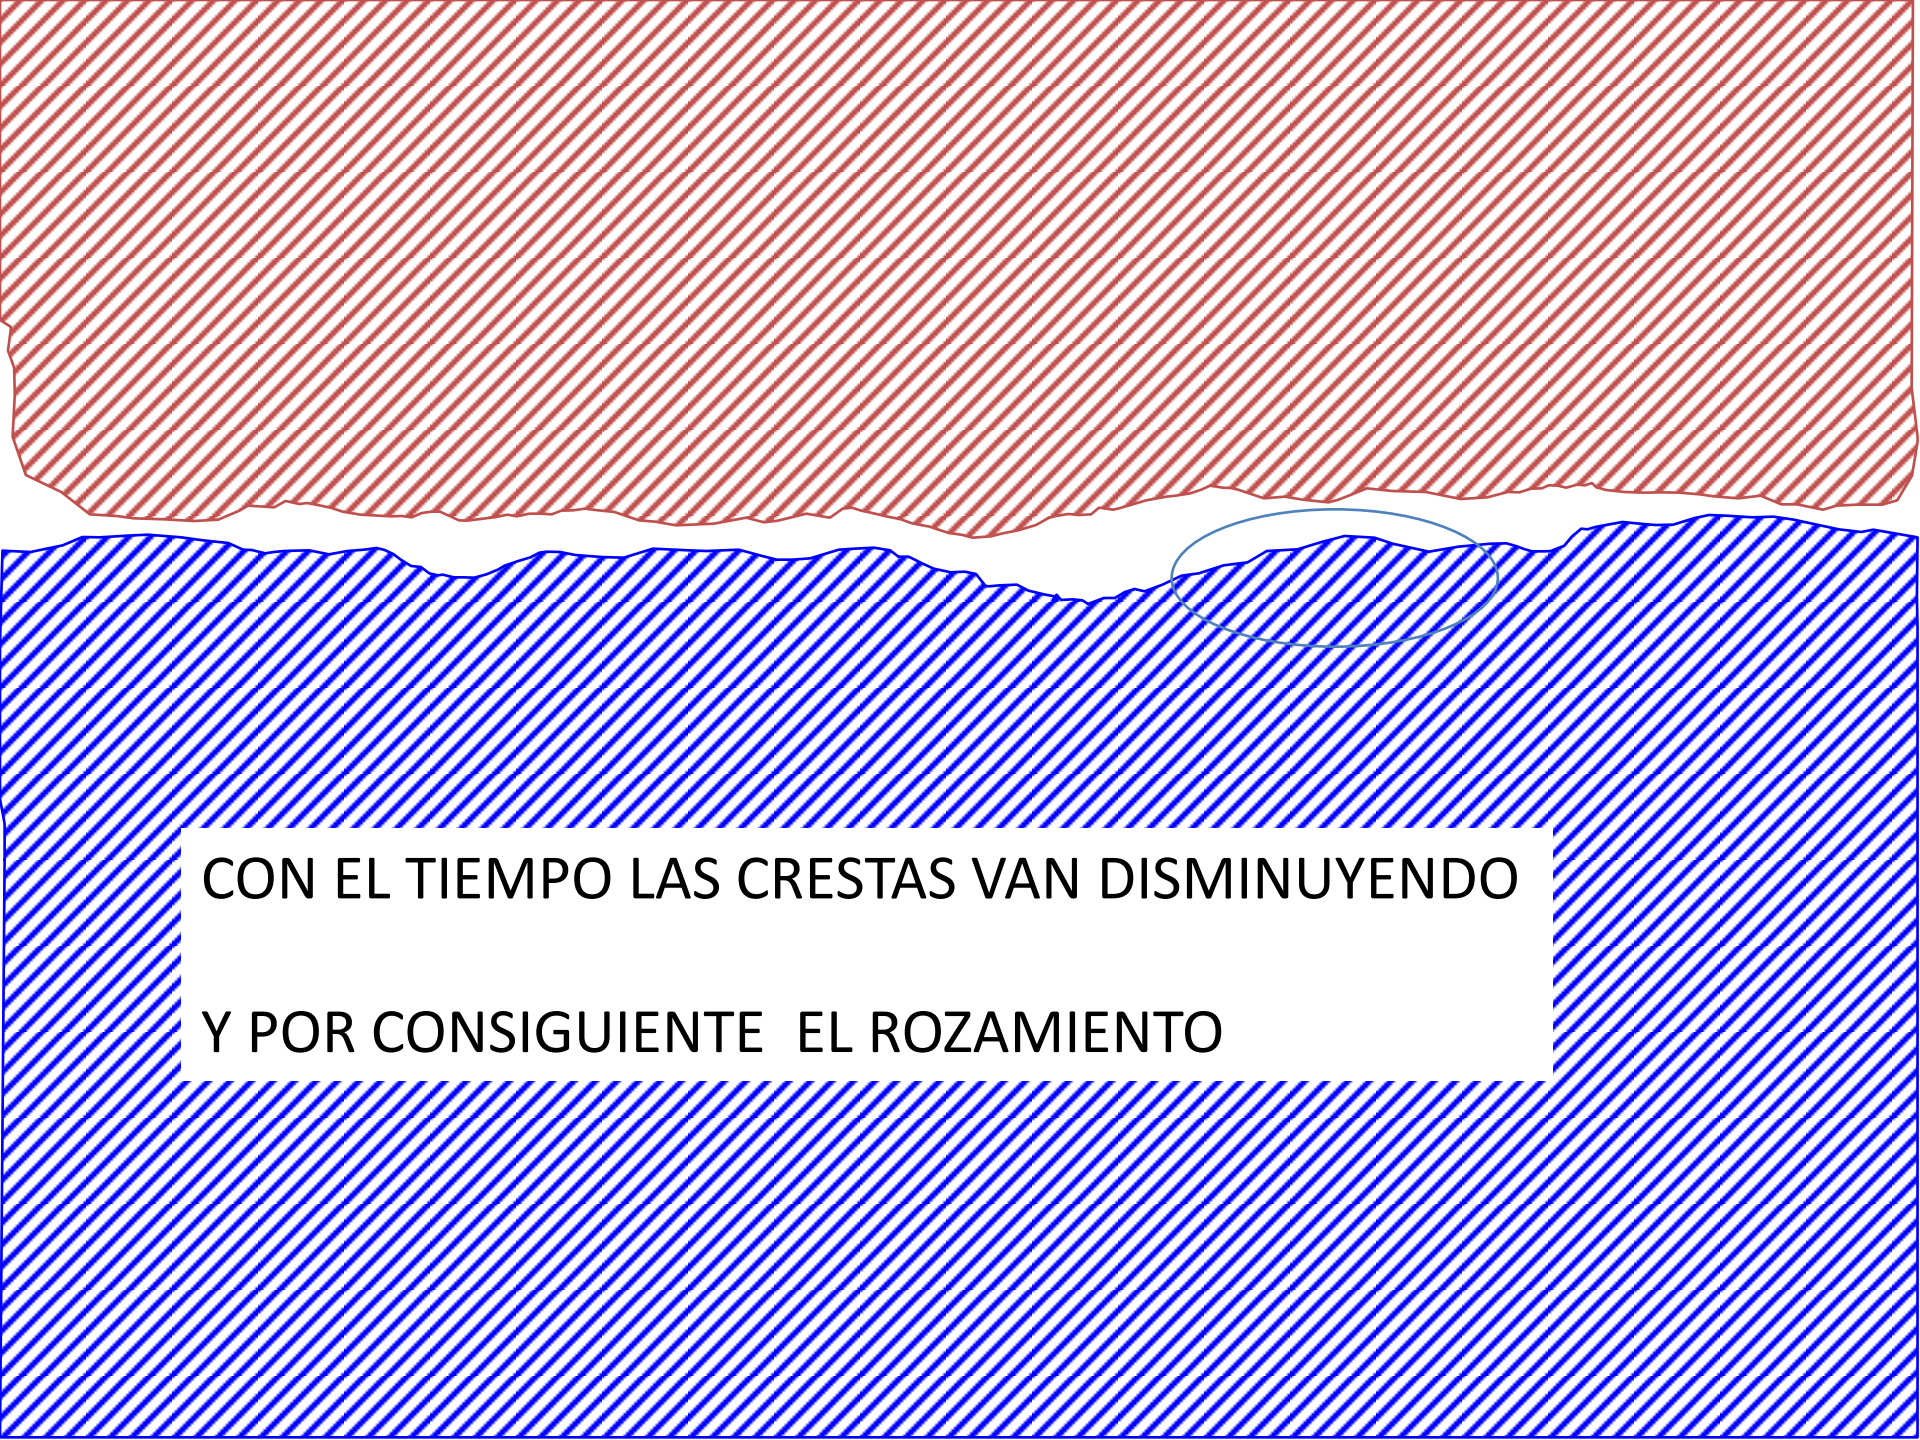 CON EL TIEMPO LAS CRESTAS VAN DISMINUYENDO
Y POR CONSIGUIENTE  EL ROZAMIENTO